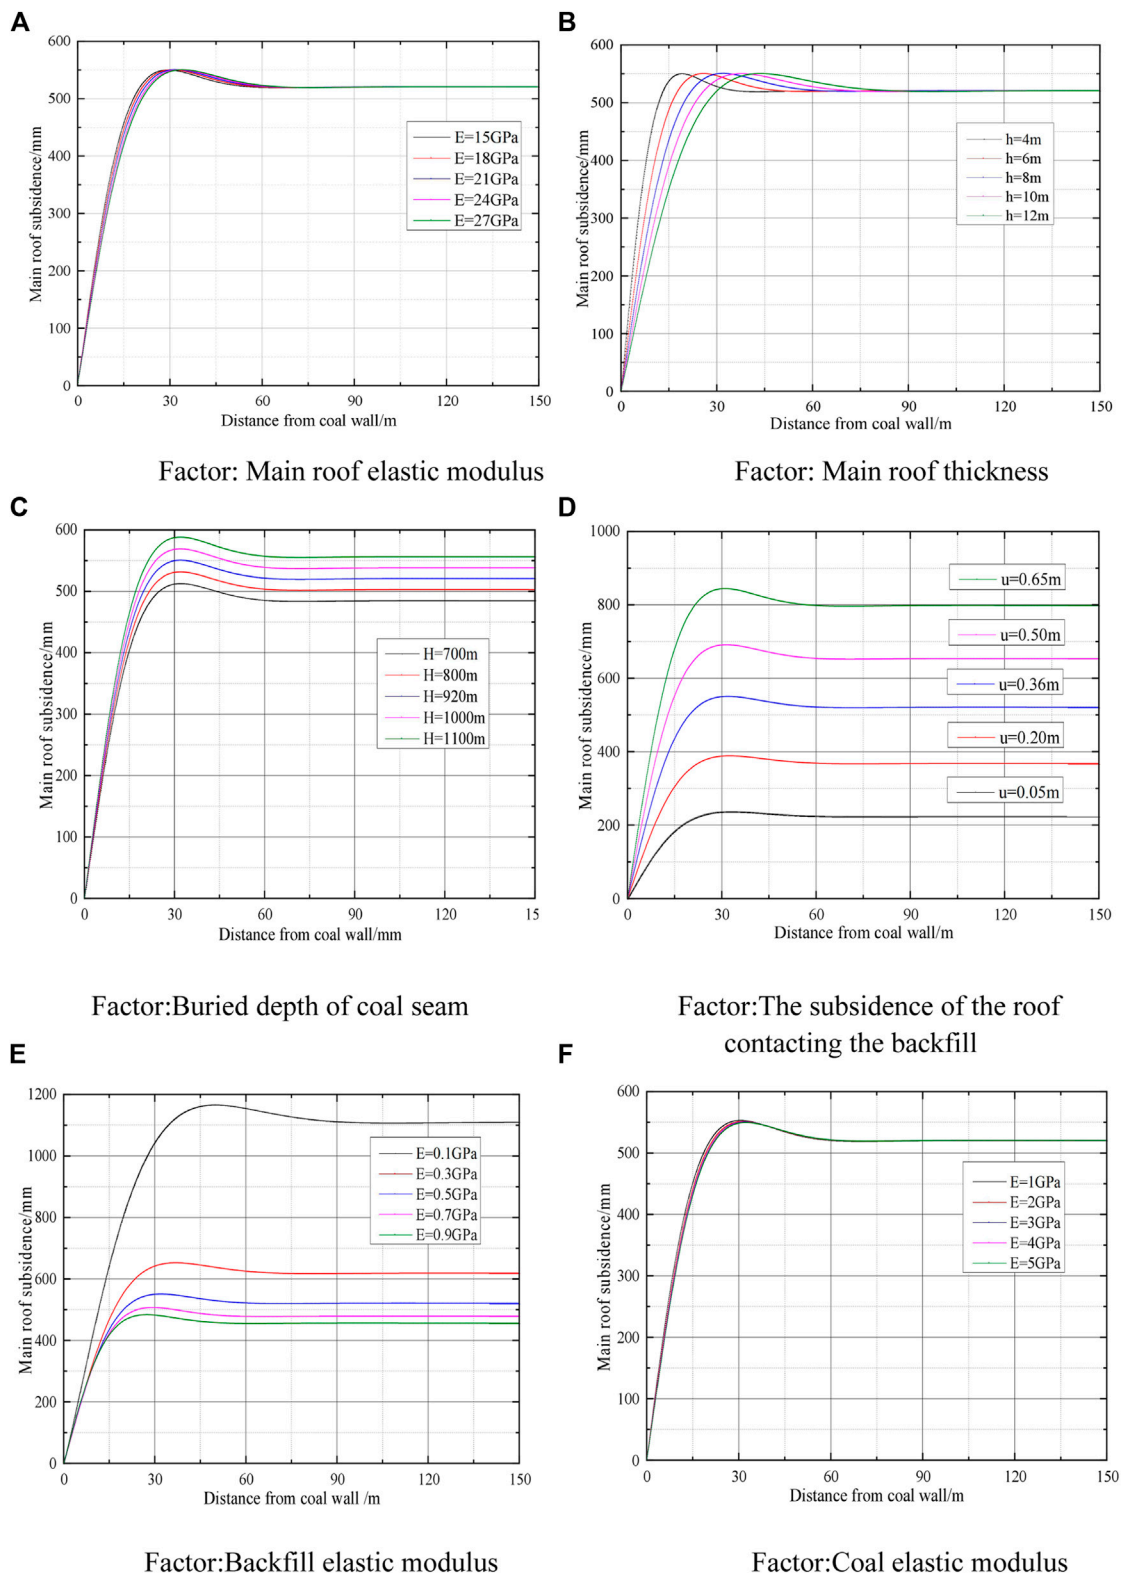 A
600
500
400
300
200
100
0
Main roof subsidence/mm
E=15GPa
E=18GPa
E=21GPa
E=24GPa
E=27GPa
0 30 60 90 120 150
Distance from coal wall/m
Factor: Main roof elastic modulus
B
600
500
400
300
200
100
0
Main roof subsidence/mm
h=4m
h=6m
h=8m
h=10m
h=12m
0 30 60 90 120 150
Distance from coal wall/m
Factor: Main roof thickness
C
600
500
400
300
200
100
0
Main roof subsidence/mm
H=700m
H=800m
H=920m
H=1000m
H=1100m
0 30 60 90 120 15
Distance from coal wall/mm
Factor:Buried depth of coal seam
D
1000
800
600
400
200
0
Main roof subsidence/mm
u=0.65m
u=0.50m
u=0.36m
u=0.20m
u=0.05m
0 30 60 90 120 150
Distance from coal wall/m
Factor:The subsidence of the roof
contacting the backfill
E
1200
1000
800
600
400
200
0
Main roof subsidence/mm
E=0.1GPa
E=0.3GPa
E=0.5GPa
E=0.7GPa
E=0.9GPa
0 30 60 90 120 150
Distance from coal wall /m
Factor:Backfill elastic modulus
F
600
500
400
300
200
100
0
Main roof subsidence/mm
E=1GPa
E=2GPa
E=3GPa
E=4GPa
E=5GPa
0 30 60 90 120 150
Distance from coal wall/m
Factor:Coal elastic modulus